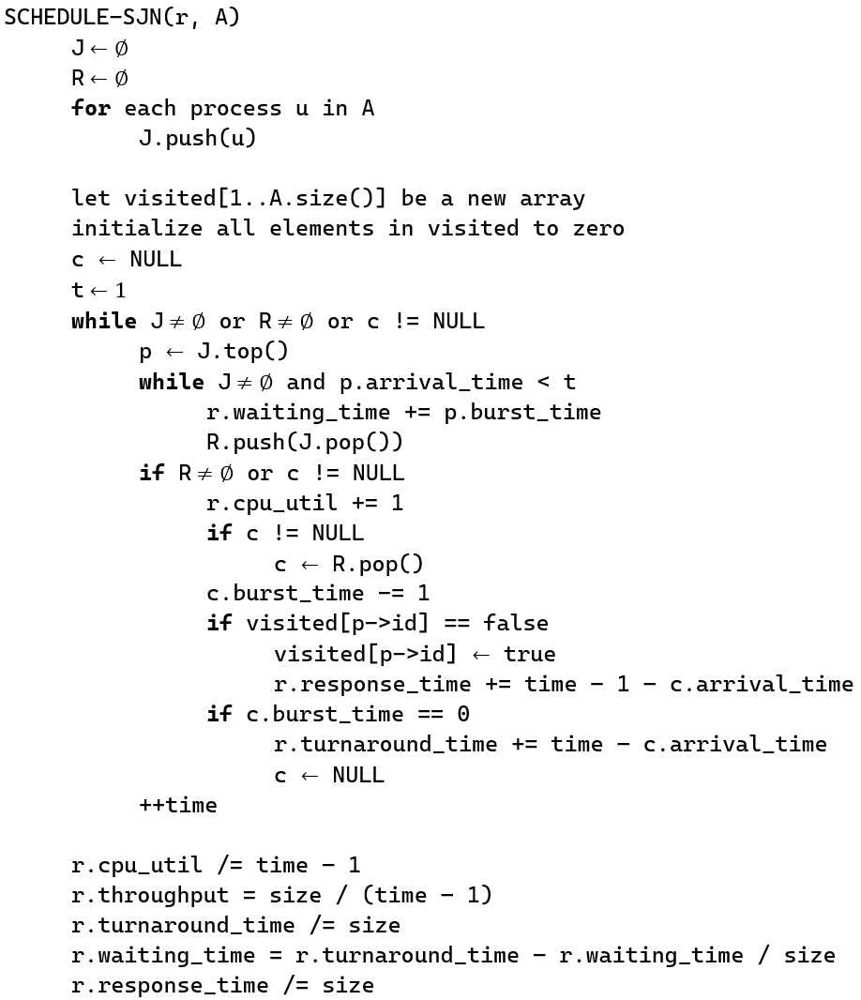 SCHEDULE-SJN(r, A)
J ← ∅
R ← ∅
for each process u in A
J.push(u)
let visited[1..A.size()] be a new array
initialize all elements in visited to zero
c ← NULL
t ← 1
while J ≠ ∅ or R ≠ ∅ or c != NULL
p ← J.top()
while J ≠ ∅ and p.arrival_time < t
r.waiting_time += p.burst_time
R.push(J.pop())
if R ≠ ∅ or c != NULL
r.cpu_util += 1
if c != NULL
c ← R.pop()
c.burst_time -= 1
if visited[p->id] == false
visited[p->id] ← true
r.response_time += time - 1 - c.arrival_time
if c.burst_time == 0
r.turnaround_time += time - c.arrival_time
c ← NULL
++time
r.cpu_util /= time - 1
r.throughput = size / (time - 1)
r.turnaround_time /= size
r.waiting_time = r.turnaround_time - r.waiting_time / size
r.response_time /= size